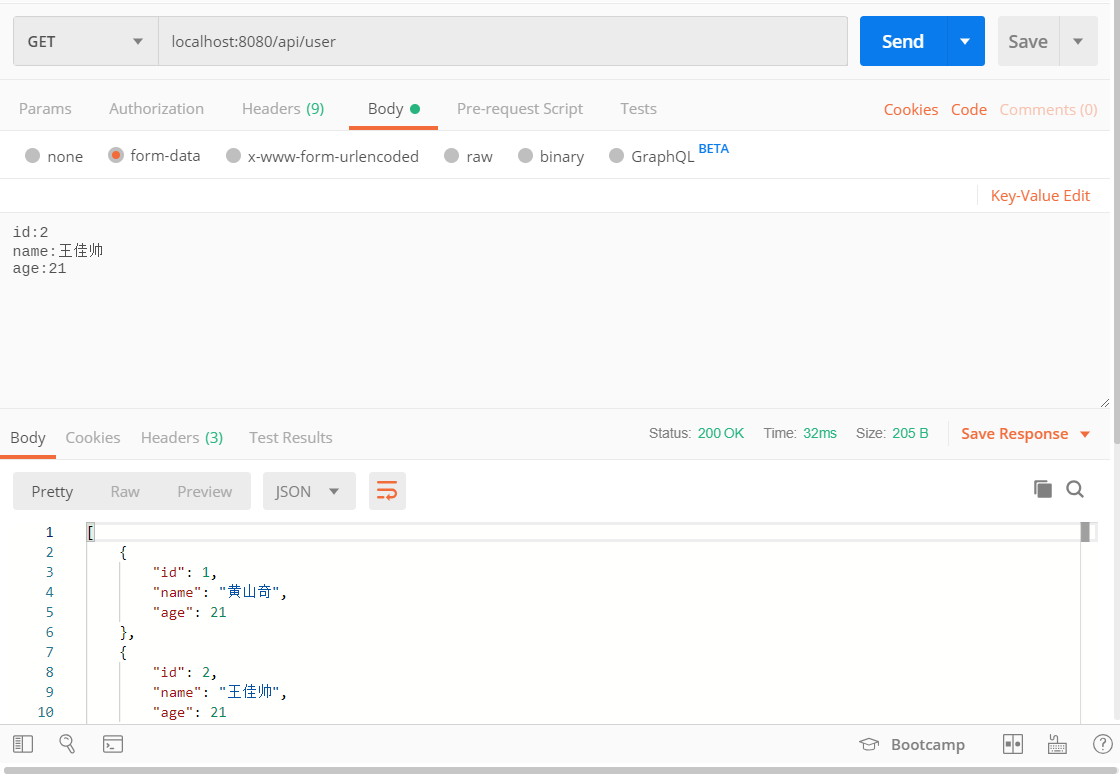 GET localhost:8080/api/user Send Save
Params Authorization Headers (9) Body Pre-request Script Tests Cookies Code Comments (0)
none form-data x-www-form-urlencoded raw binary GraphQL BETA
Key-Value Edit
id:2
name:王佳帅
age:21
Body Cookies Headers (3) Test Results Status: 200 OK Time: 32ms Size: 205 B Save Response
Pretty Raw Preview JSON
1 [
2 {
3 "id": 1,
4 "name": "黄山奇",
5 "age": 21
6 },
7 {
8 "id": 2,
9 "name": "王佳帅",
10 "age": 21
Bootcamp